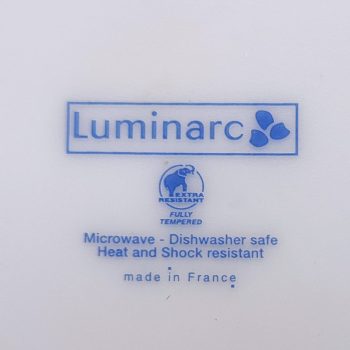 Luminarc
EXTRA
RESISTANT
FULLY
TEMPERED
Microwave - Dishwasher safe
Heat and Shock resistant
made in France